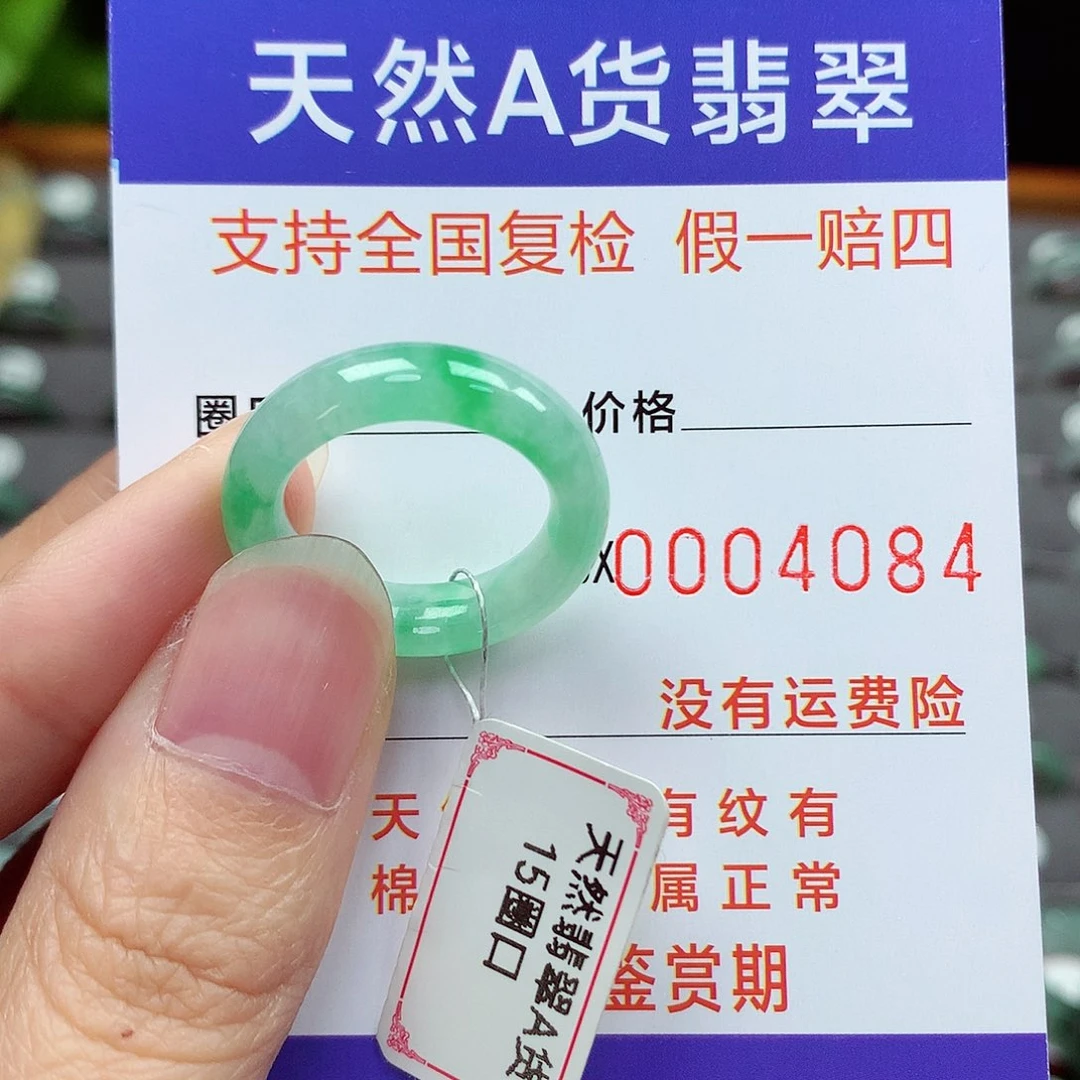 天然A货翡翠
支持全国复检 假一赔四
圈 价格
X0004084
没有运费险
天 有纹有
棉 属正常
鉴赏期
天然翡翠A货
15圈口